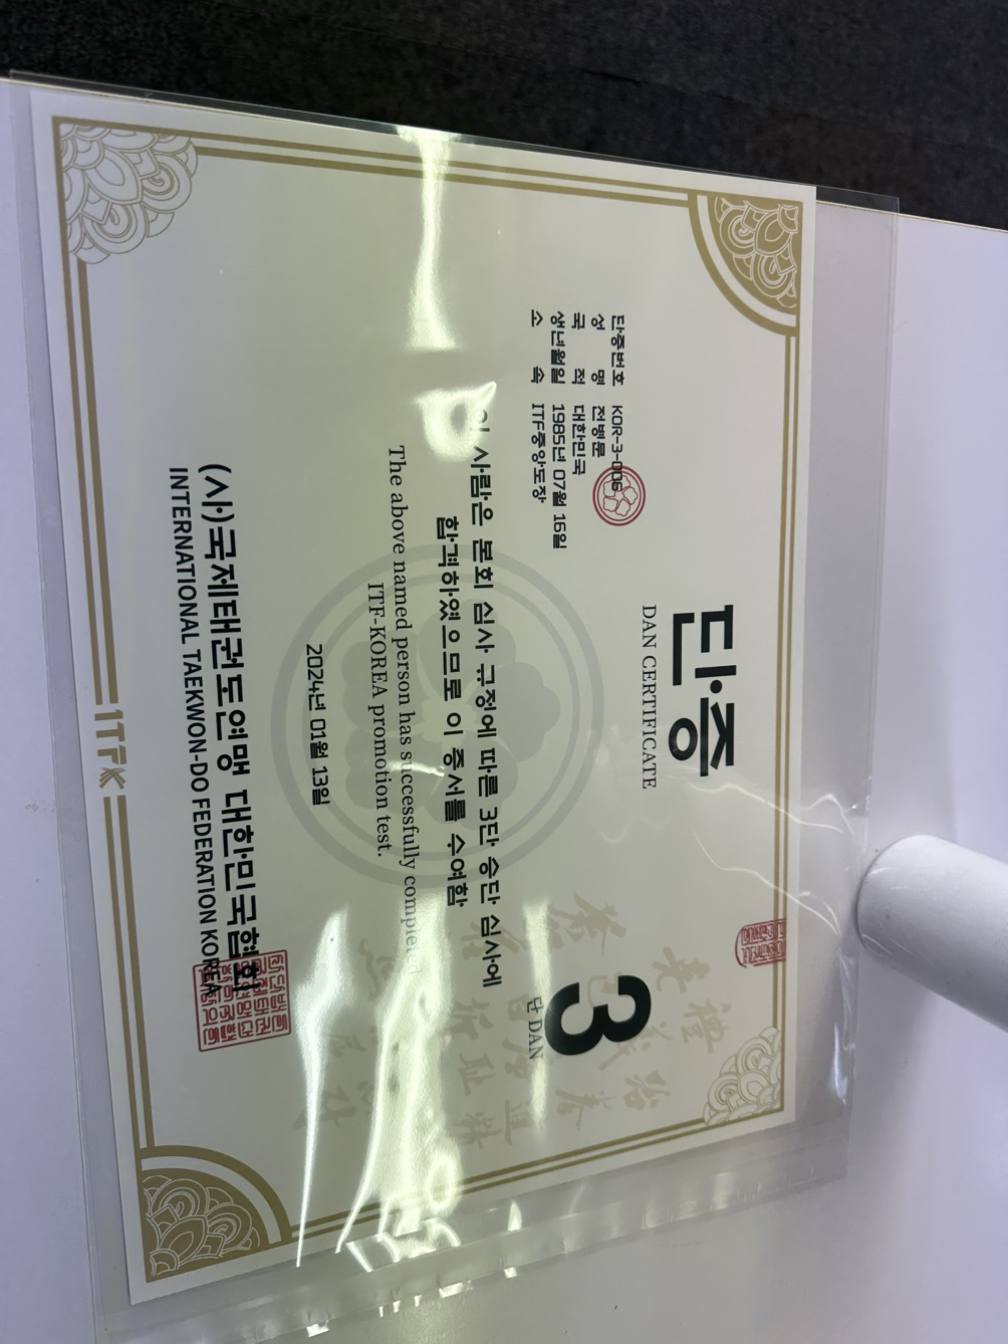 단증
DAN CERTIFICATE
3
단 DAN
단증번호 KOR-3-006
성 명 전병문
국 적 대한민국
생년월일 1985년 07월 16일
소 속 ITF중앙도장
이 사람은 본회 심사 규정에 따른 3단 승단 심사에
합격하였으므로 이 증서를 수여함
The above named person has successfully completed
ITF-KOREA promotion test.
2024년 01월 13일
(사)국제태권도연맹 대한민국협회
INTERNATIONAL TAEKWON-DO FEDERATION KOREA
ITFK